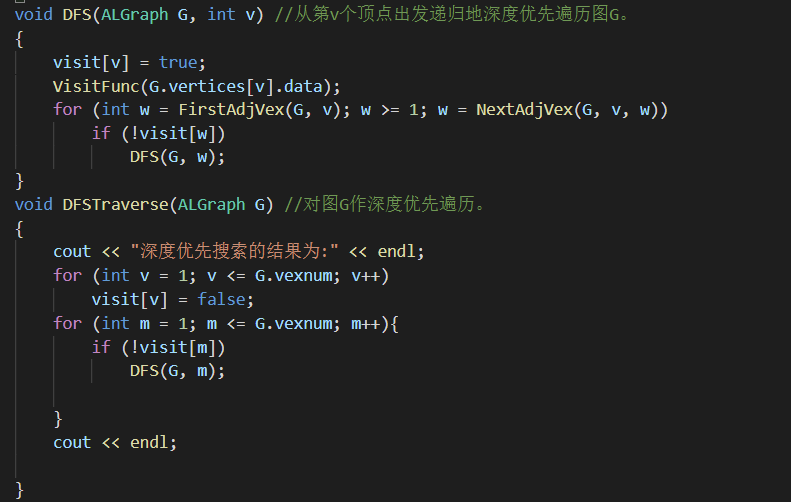 void DFS(ALGraph G, int v) //从第v个顶点出发递归地深度优先遍历图G。
{
    visit[v] = true;
    VisitFunc(G.vertices[v].data);
    for (int w = FirstAdjVex(G, v); w >= 1; w = NextAdjVex(G, v, w))
        if (!visit[w])
            DFS(G, w);
}
void DFSTraverse(ALGraph G) //对图G作深度优先遍历。
{
    cout << "深度优先搜索的结果为:" << endl;
    for (int v = 1; v <= G.vexnum; v++)
        visit[v] = false;
    for (int m = 1; m <= G.vexnum; m++){
        if (!visit[m])
            DFS(G, m);
    }
    cout << endl;
}